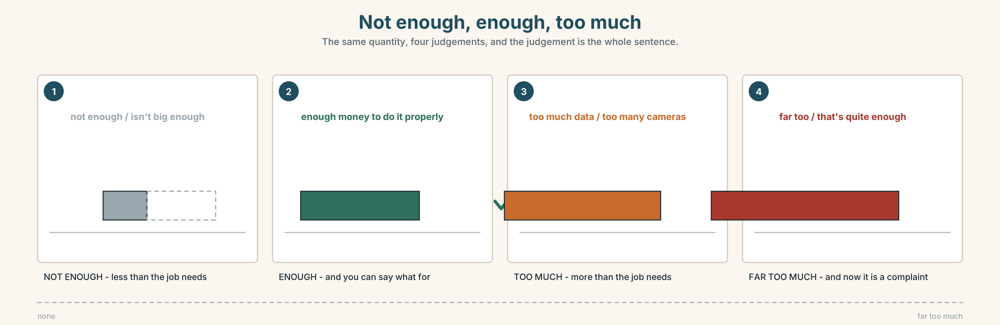 Not enough, enough, too much
The same quantity, four judgements, and the judgement is the whole sentence.
1
not enough / isn't big enough
NOT ENOUGH - less than the job needs
2
enough money to do it properly
ENOUGH - and you can say what for
3
too much data / too many cameras
TOO MUCH - more than the job needs
4
far too / that's quite enough
FAR TOO MUCH - and now it is a complaint
none
far too much